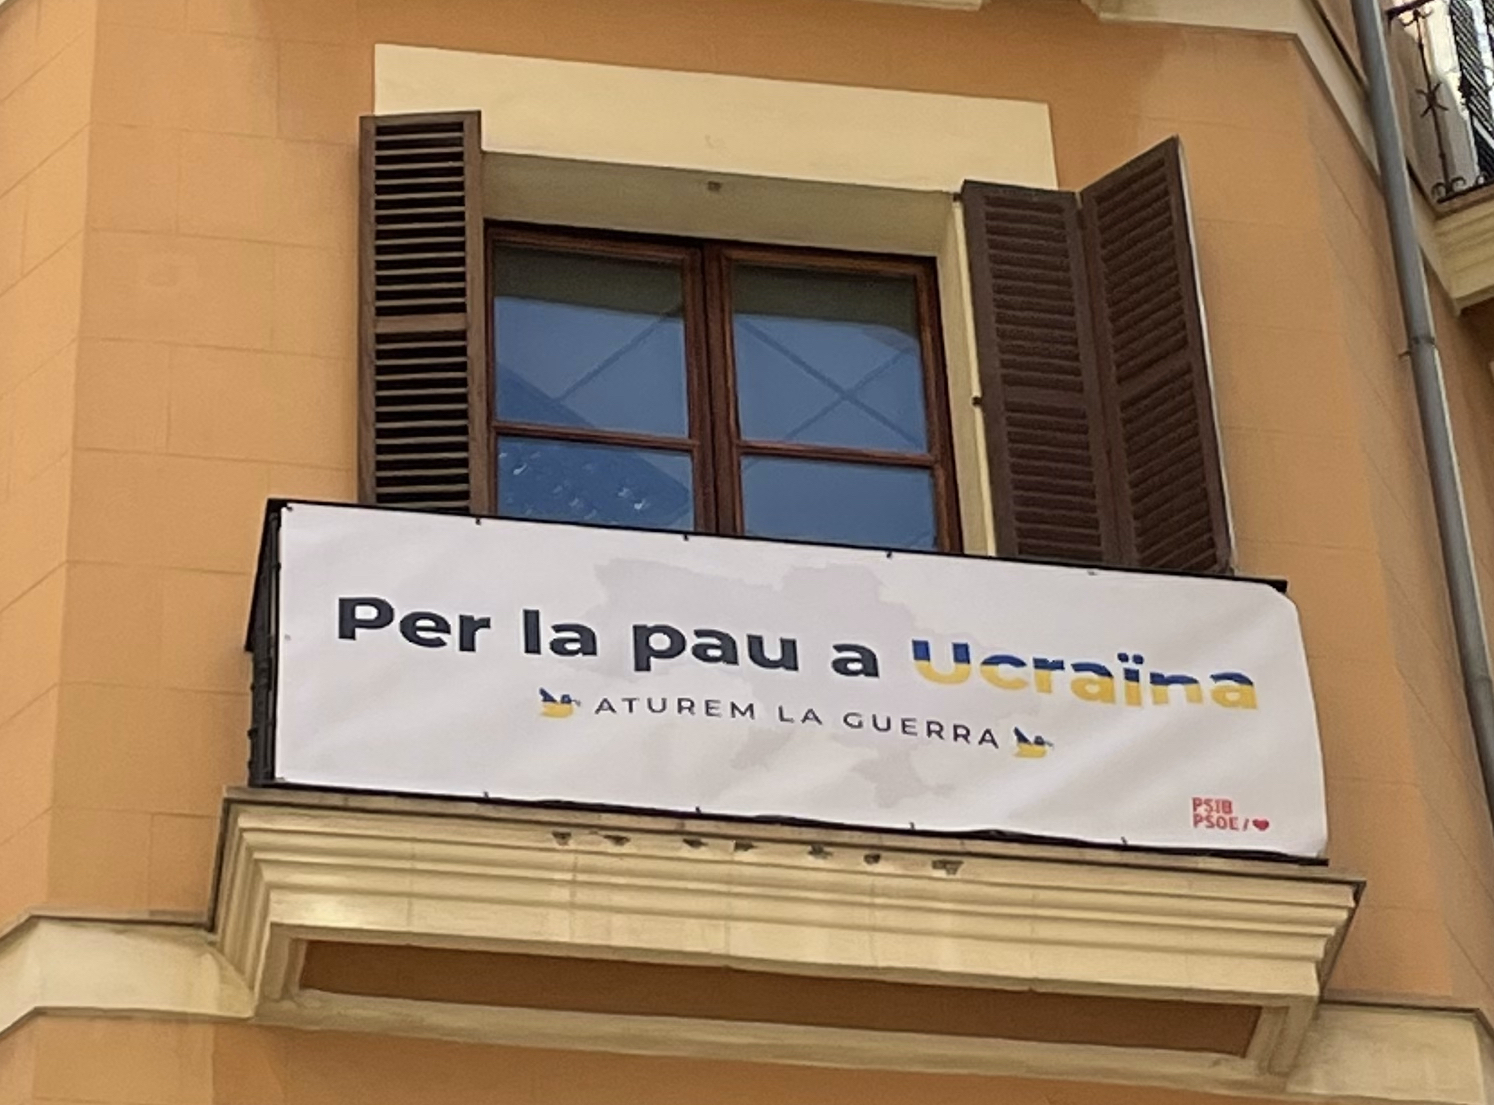 Per la pau a Ucraïna
ATUREM LA GUERRA
PSIB
PSOE/